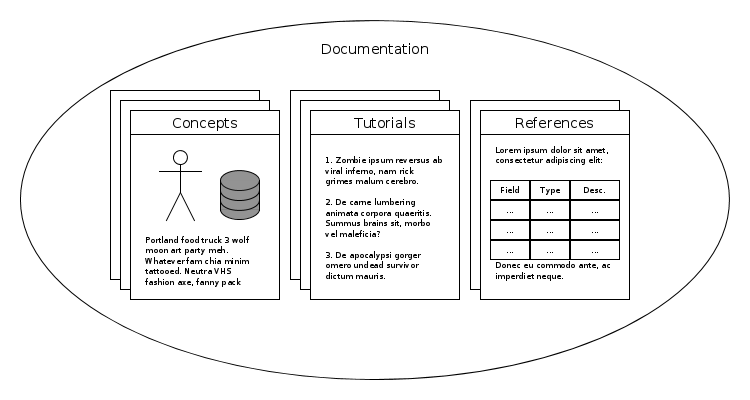 Documentation
Concepts
Portland food truck 3 wolf
moon art party meh.
Whatever fam chia minim
tattooed. Neutra VHS
fashion axe, fanny pack
Tutorials
1. Zombie ipsum reversus ab
viral inferno, nam rick
grimes malum cerebro.
2. De carne lumbering
animata corpora quaeritis.
Summus brains sit, morbo
vel maleficia?
3. De apocalypsi gorger
omero undead survivor
dictum mauris.
References
Lorem ipsum dolor sit amet,
consectetur adipiscing elit:
Field Type Desc.
... ... ...
... ... ...
... ... ...
Donec eu commodo ante, ac
imperdiet neque.